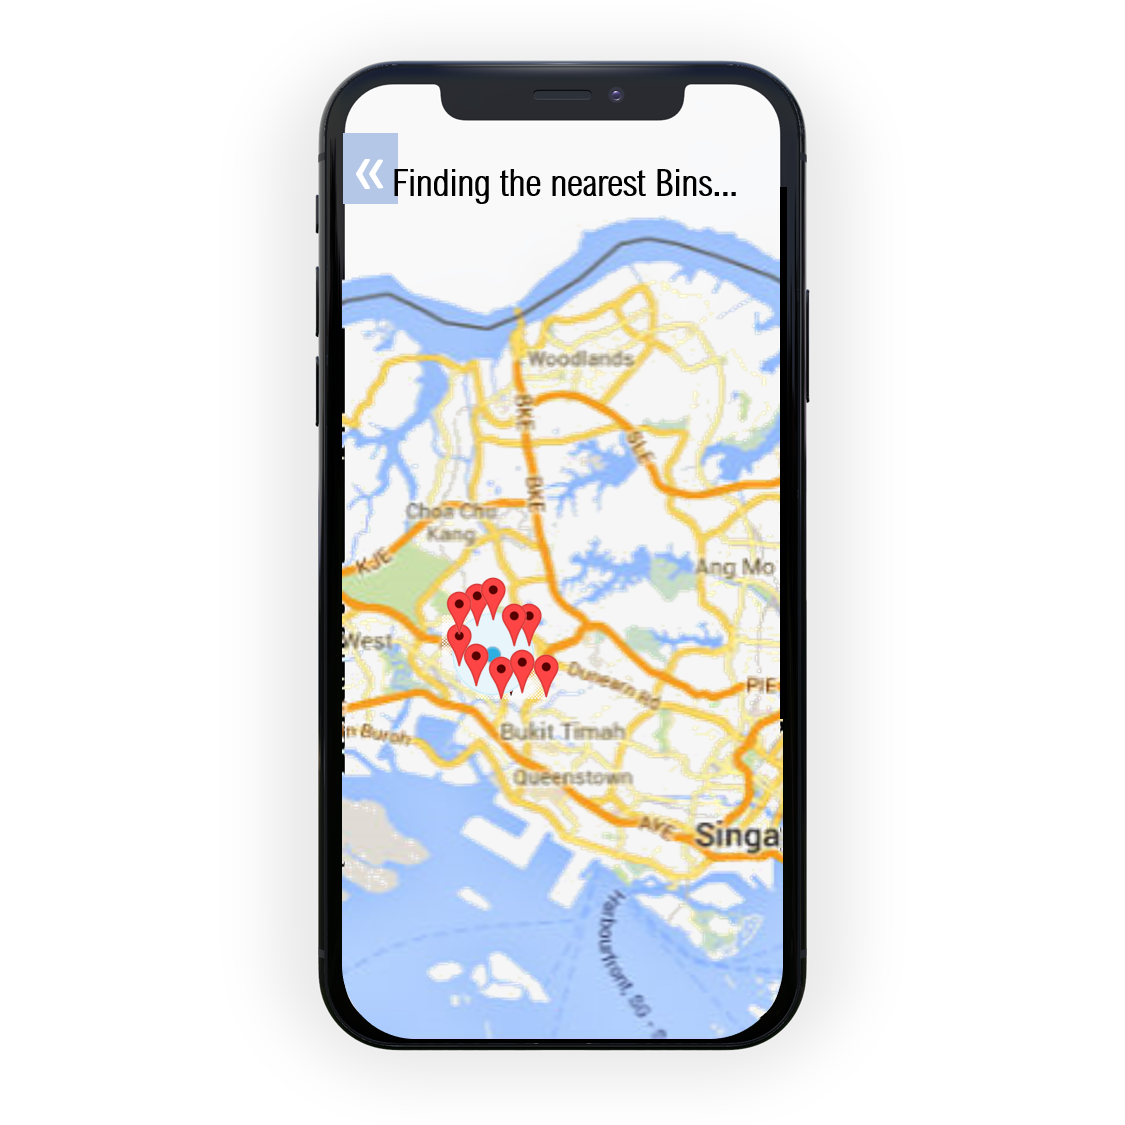 «
Finding the nearest Bins...
Woodlands
BKE
SLE
BKE
Choa Chu
Kang
KJE
Ang Mo
West
Dunearn Rd
PIE
Bukit Timah
Queenstown
AYE
Singa
Harbourfront, SG -